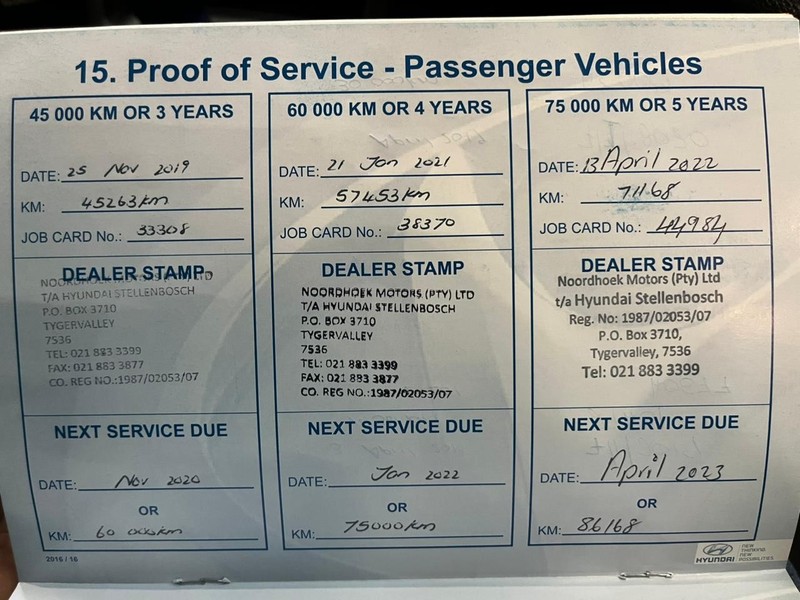 15. Proof of Service - Passenger Vehicles
45 000 KM OR 3 YEARS
DATE: 25 Nov 2019
KM: 45263km
JOB CARD No.: 33308
DEALER STAMP
T/A HYUNDAI STELLENBOSCH
P.O. BOX 3710
TYGERVALLEY
7536
TEL: 021 883 3399
FAX: 021 883 3877
CO. REG NO.:1987/02053/07
NEXT SERVICE DUE
DATE: Nov 2020
OR
KM: 60 000km
2016 / 16
60 000 KM OR 4 YEARS
DATE: 21 Jan 2021
KM: 57453km
JOB CARD No.: 38370
DEALER STAMP
NOORDHOEK MOTORS (PTY) LTD
T/A HYUNDAI STELLENBOSCH
P.O. BOX 3710
TYGERVALLEY
7536
TEL: 021 883 3399
FAX: 021 883 3877
CO. REG NO.:1987/02053/07
NEXT SERVICE DUE
DATE: Jan 2022
OR
KM: 75000km
75 000 KM OR 5 YEARS
DATE: 13 April 2022
KM: 71168
JOB CARD No.: 44984
DEALER STAMP
Noordhoek Motors (Pty) Ltd
t/a Hyundai Stellenbosch
Reg. No: 1987/02053/07
P.O. Box 3710,
Tygervalley, 7536
Tel: 021 883 3399
NEXT SERVICE DUE
DATE: April 2023
OR
KM: 86168
HYUNDAI
NEW
THINKING.
NEW
POSSIBILITIES.